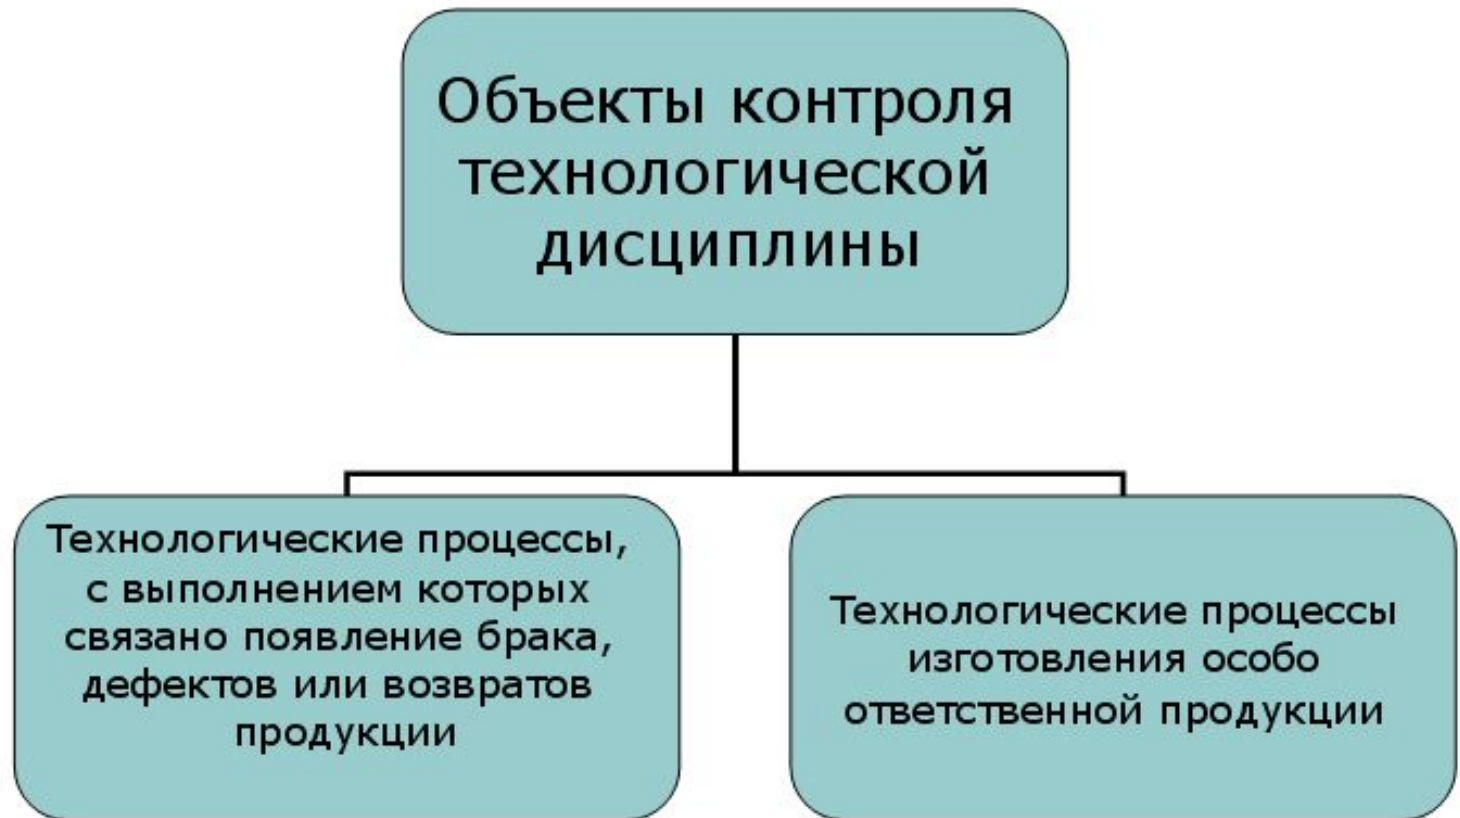 Объекты контроля
технологической
дисциплины
Технологические процессы,
с выполнением которых
связано появление брака,
дефектов или возвратов
продукции
Технологические процессы
изготовления особо
ответственной продукции